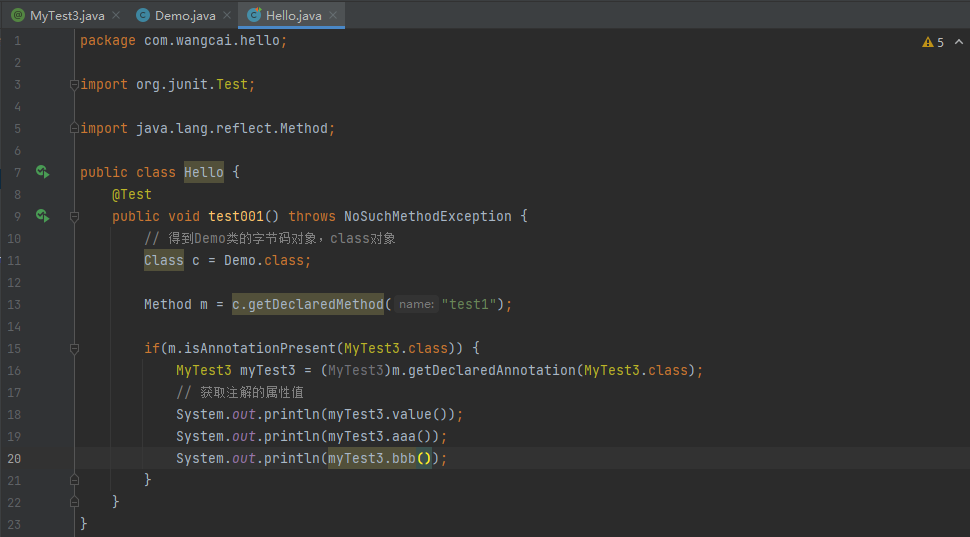 MyTest3.java Demo.java Hello.java
5
1 package com.wangcai.hello;
2
3 import org.junit.Test;
4
5 import java.lang.reflect.Method;
6
7 public class Hello {
8 @Test
9 public void test001() throws NoSuchMethodException {
10 // 得到Demo类的字节码对象，class对象
11 Class c = Demo.class;
12
13 Method m = c.getDeclaredMethod( name: "test1");
14
15 if(m.isAnnotationPresent(MyTest3.class)) {
16 MyTest3 myTest3 = (MyTest3)m.getDeclaredAnnotation(MyTest3.class);
17 // 获取注解的属性值
18 System.out.println(myTest3.value());
19 System.out.println(myTest3.aaa());
20 System.out.println(myTest3.bbb());
21 }
22 }
23 }